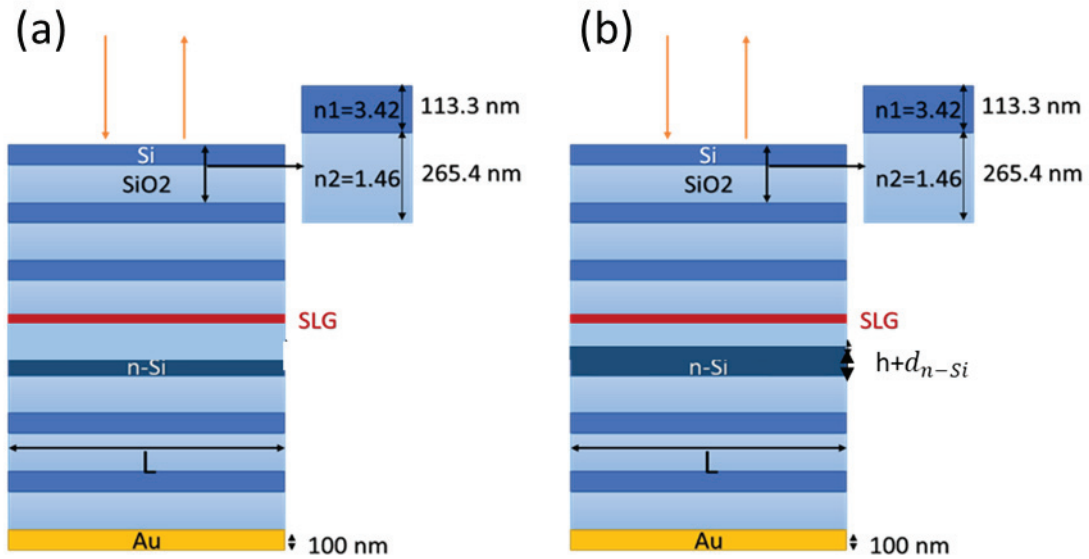 (a)
Si
SiO2
n1=3.42
113.3 nm
n2=1.46
265.4 nm
SLG
n-Si
L
Au
100 nm
(b)
Si
SiO2
n1=3.42
113.3 nm
n2=1.46
265.4 nm
SLG
n-Si
h+d_{n-Si}
L
Au
100 nm